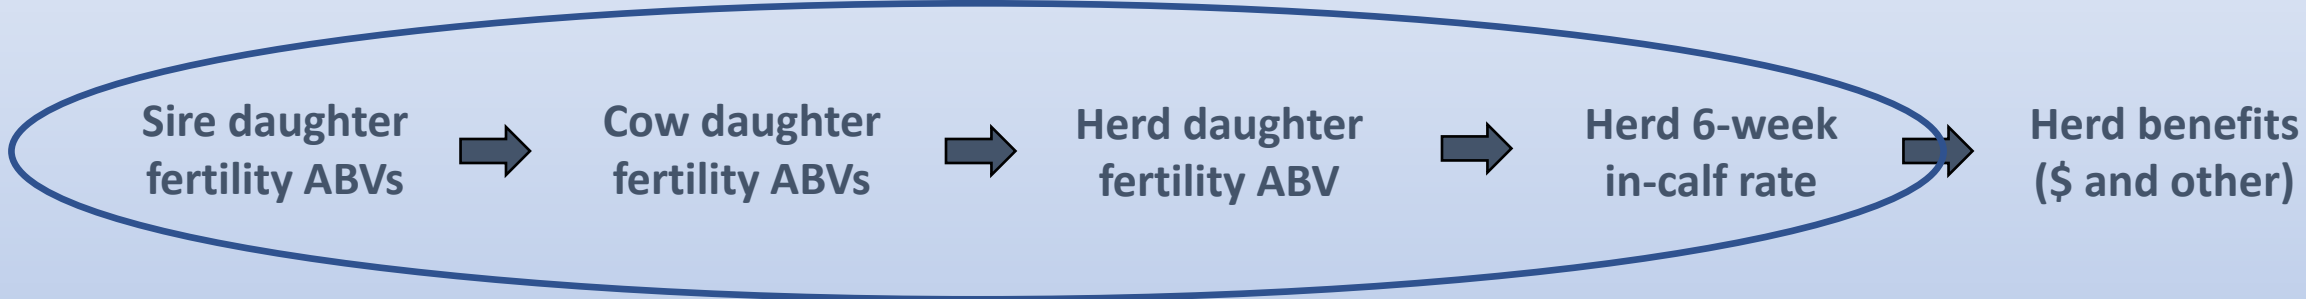 Sire daughter
fertility ABVs
Cow daughter
fertility ABVs
Herd daughter
fertility ABV
Herd 6-week
in-calf rate
Herd benefits
($ and other)